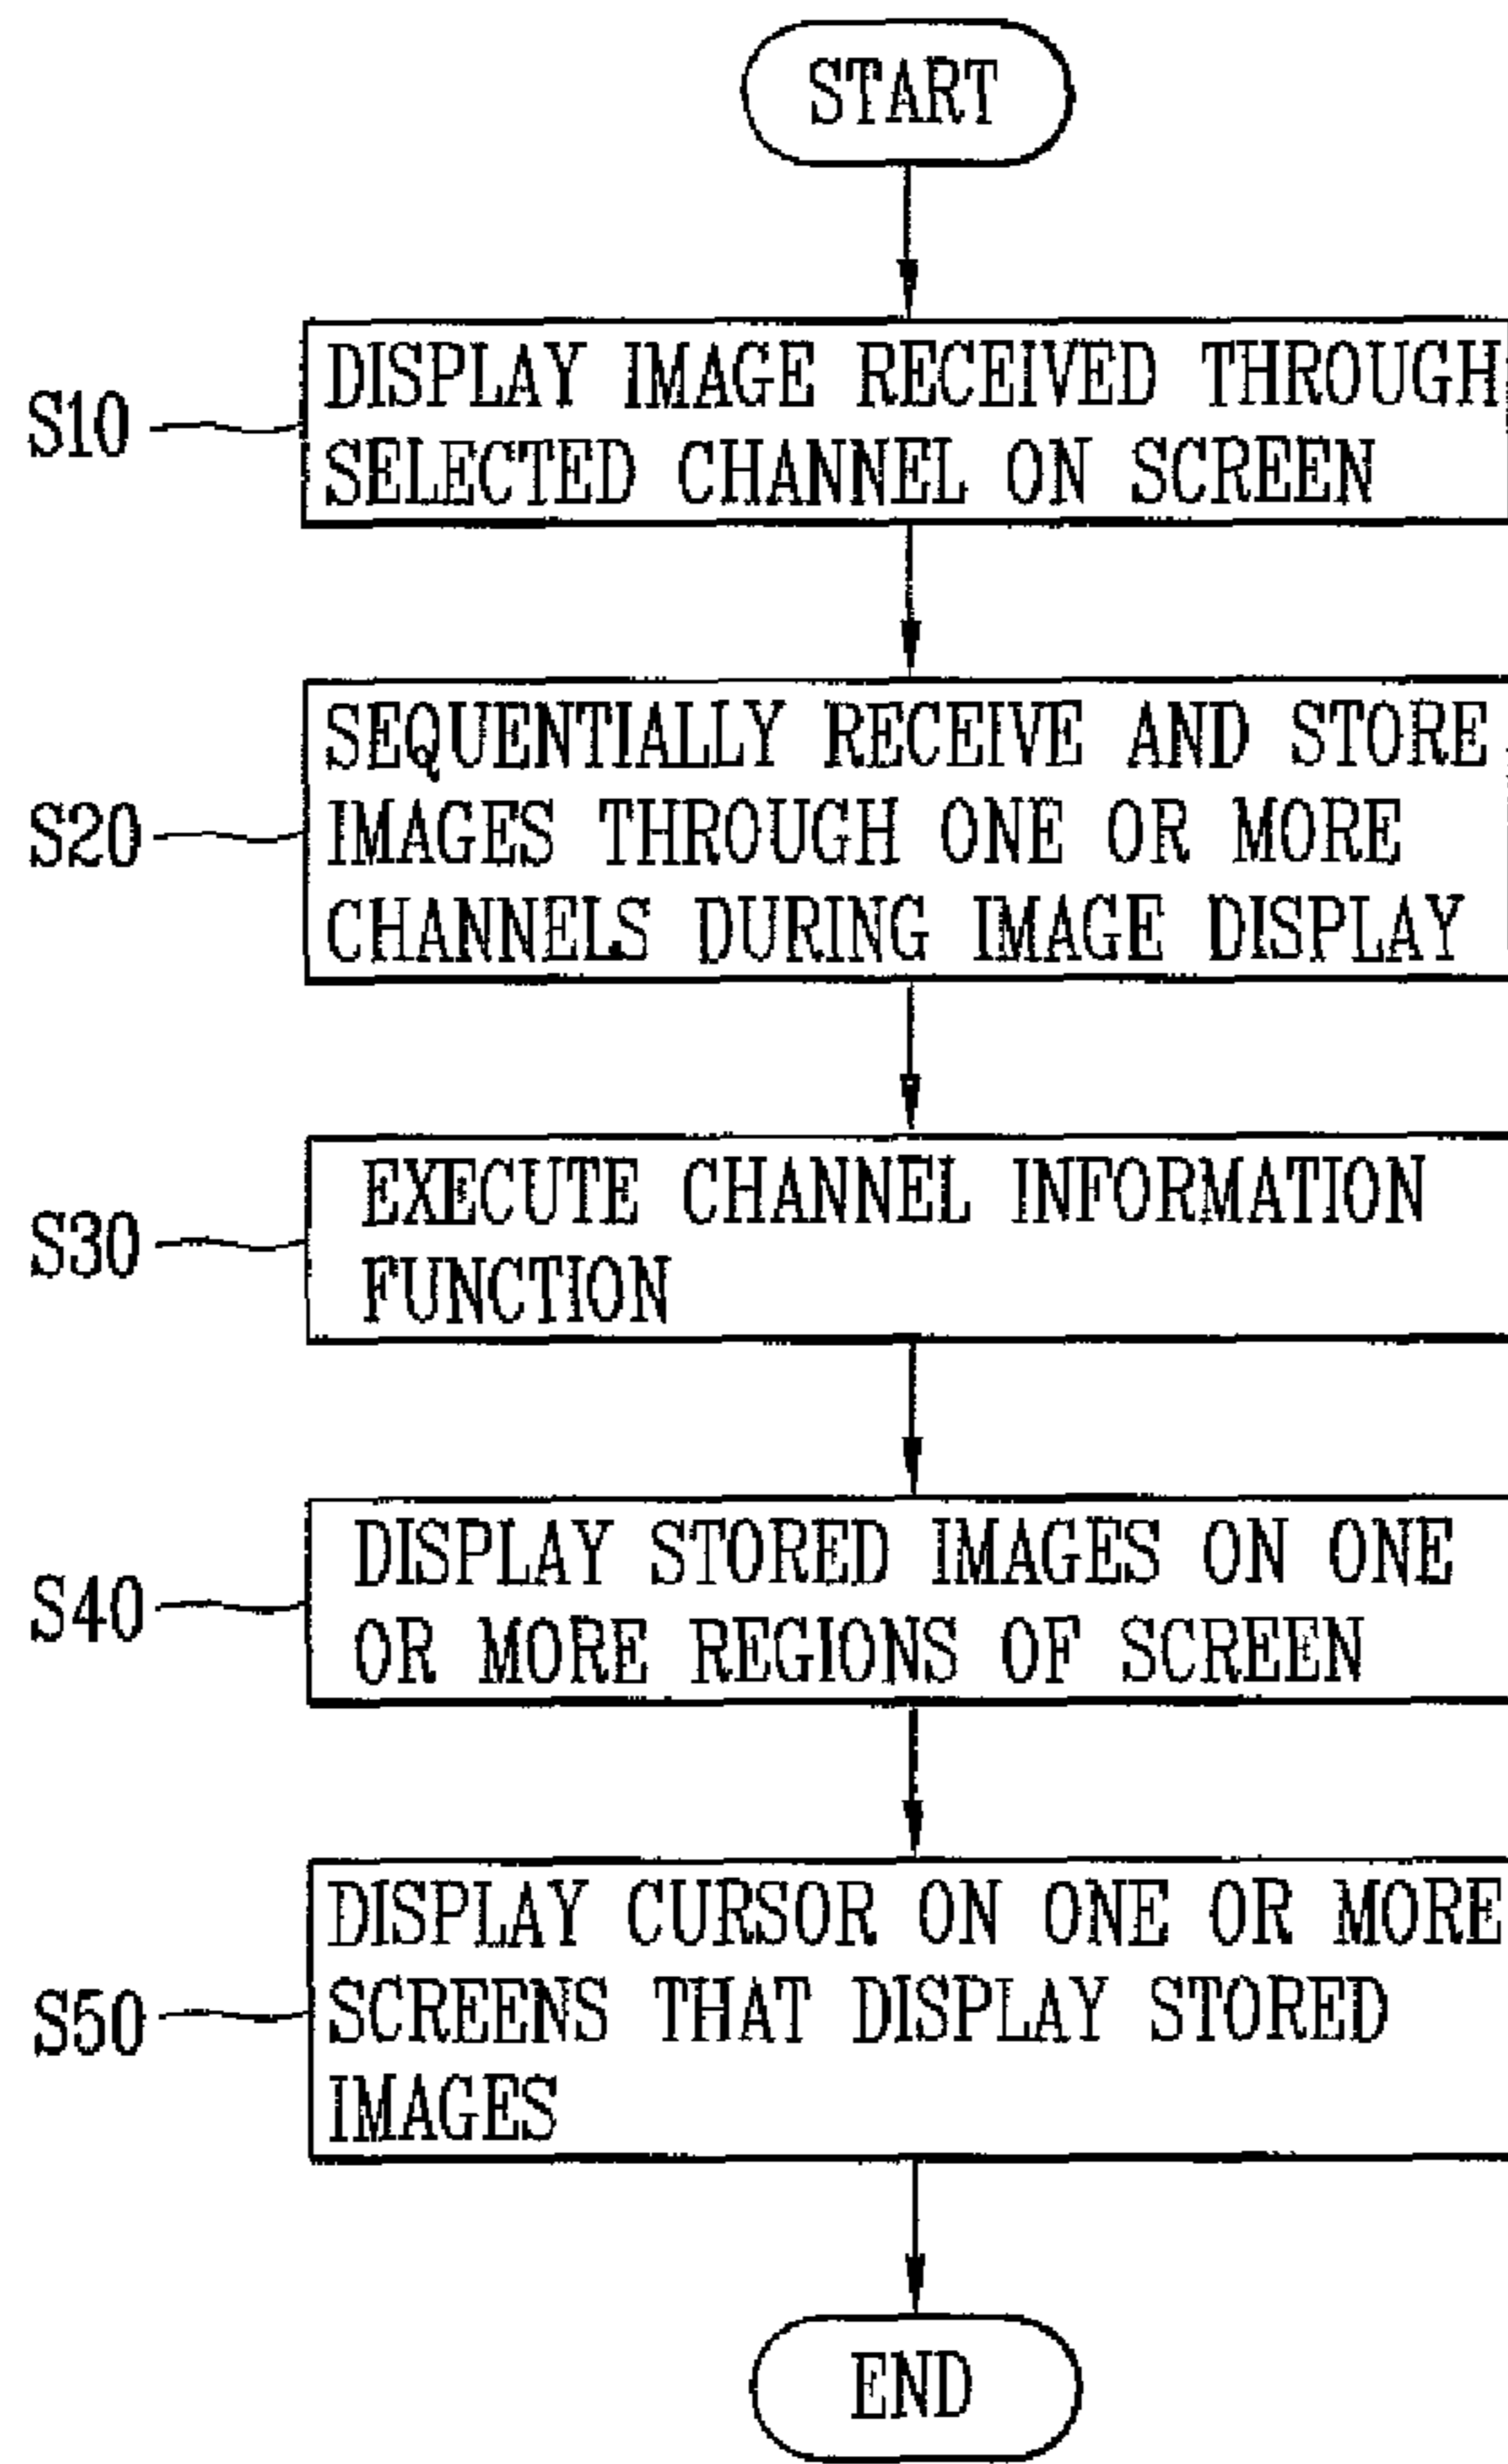 START
S10
DISPLAY IMAGE RECEIVED THROUGH
SELECTED CHANNEL ON SCREEN
S20
SEQUENTIALLY RECEIVE AND STORE
IMAGES THROUGH ONE OR MORE
CHANNELS DURING IMAGE DISPLAY
S30
EXECUTE CHANNEL INFORMATION
FUNCTION
S40
DISPLAY STORED IMAGES ON ONE
OR MORE REGIONS OF SCREEN
S50
DISPLAY CURSOR ON ONE OR MORE
SCREENS THAT DISPLAY STORED
IMAGES
END